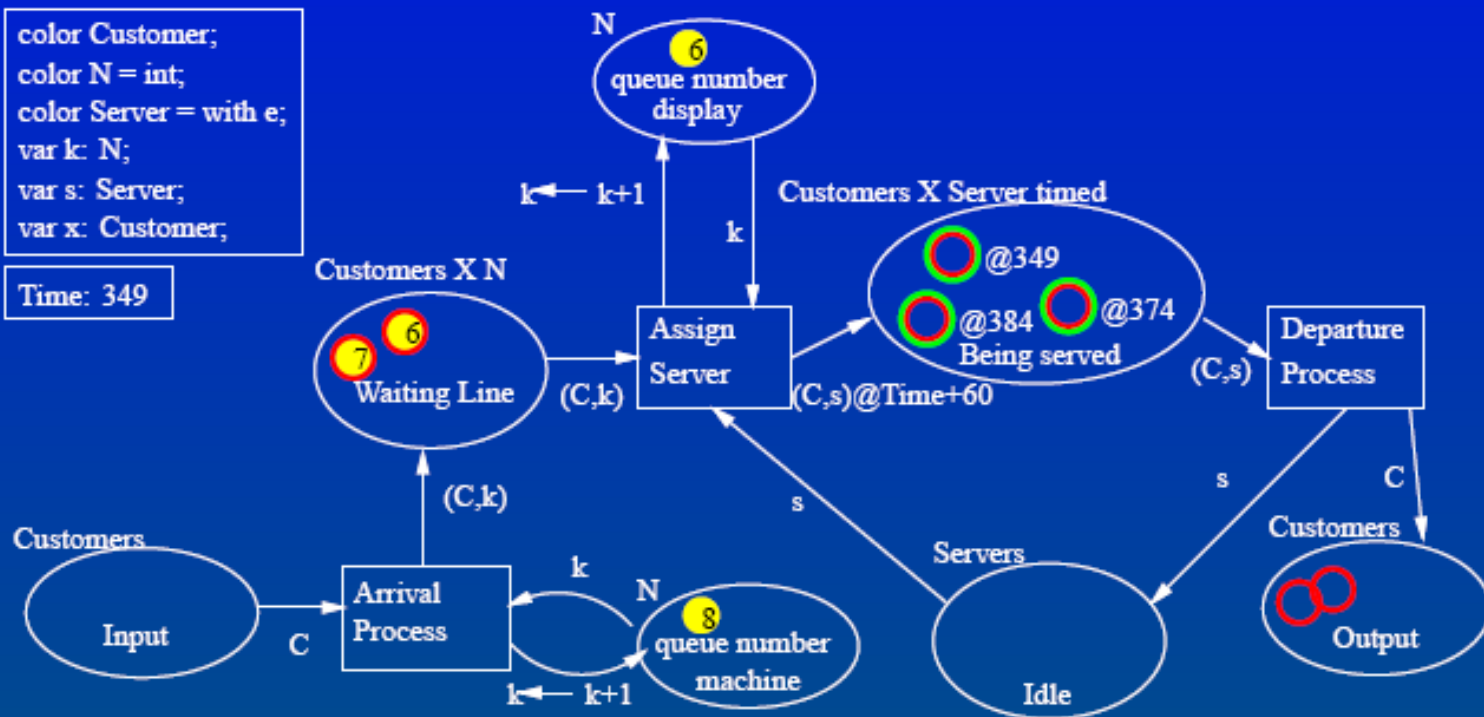 color Customer;
color N = int;
color Server = with e;
var k: N;
var s: Server;
var x: Customer;
Time: 349
N
6
queue number
display
k ← k+1
k
Customers X Server timed
@349
@384
@374
Being served
Customers X N
7
6
Waiting Line
(C,k)
Assign
Server
(C,s)@Time+60
(C,s)
Departure
Process
(C,k)
s
s
C
Customers
Input
C
Arrival
Process
k
k ← k+1
N
8
queue number
machine
Servers
Idle
Customers
Output